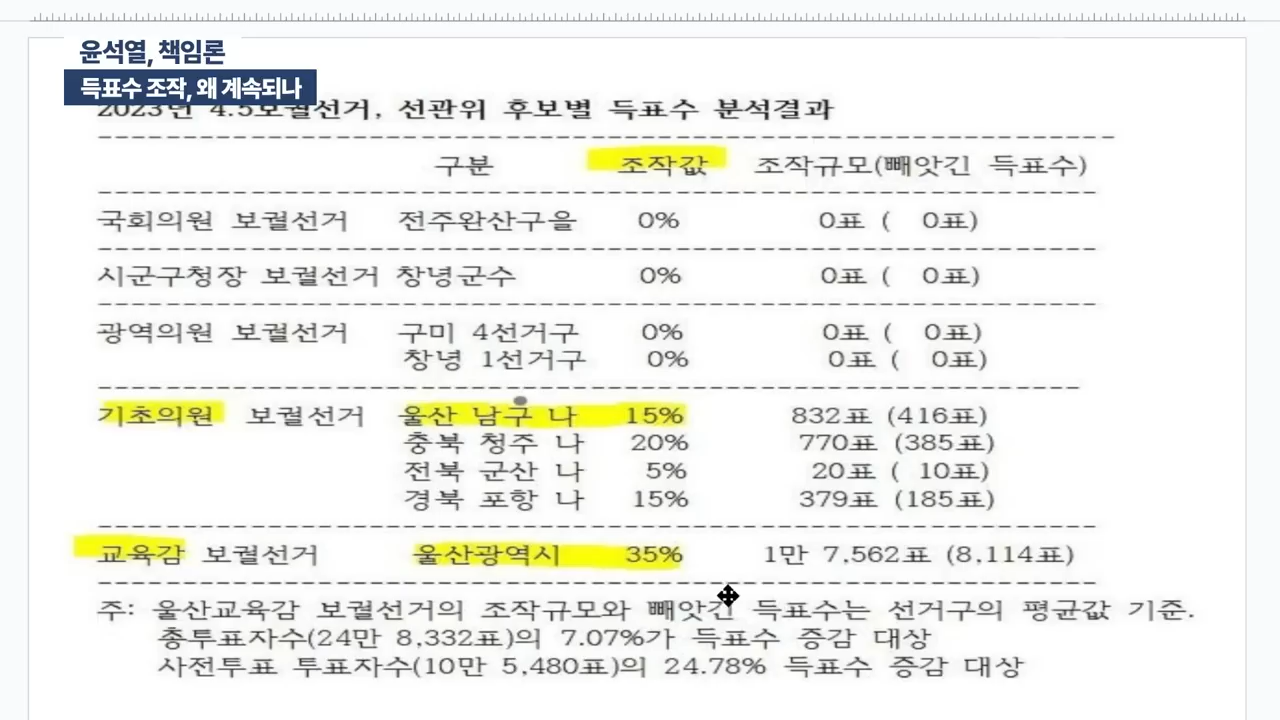 윤석열, 책임론
득표수 조작, 왜 계속되나
2023년 4.5보궐선거, 선관위 후보별 득표수 분석결과
구분 조작값 조작규모(빼앗긴 득표수)
국회의원 보궐선거 전주완산구을 0% 0표 ( 0표)
시군구청장 보궐선거 창녕군수 0% 0표 ( 0표)
광역의원 보궐선거 구미 4선거구 0% 0표 ( 0표)
창녕 1선거구 0% 0표 ( 0표)
기초의원 보궐선거 울산 남구 나 15% 832표 (416표)
충북 청주 나 20% 770표 (385표)
전북 군산 나 5% 20표 ( 10표)
경북 포항 나 15% 379표 (185표)
교육감 보궐선거 울산광역시 35% 1만 7,562표 (8,114표)
주: 울산교육감 보궐선거의 조작규모와 빼앗긴 득표수는 선거구의 평균값 기준.
총투표자수(24만 8,332표)의 7.07%가 득표수 증감 대상
사전투표 투표자수(10만 5,480표)의 24.78% 득표수 증감 대상